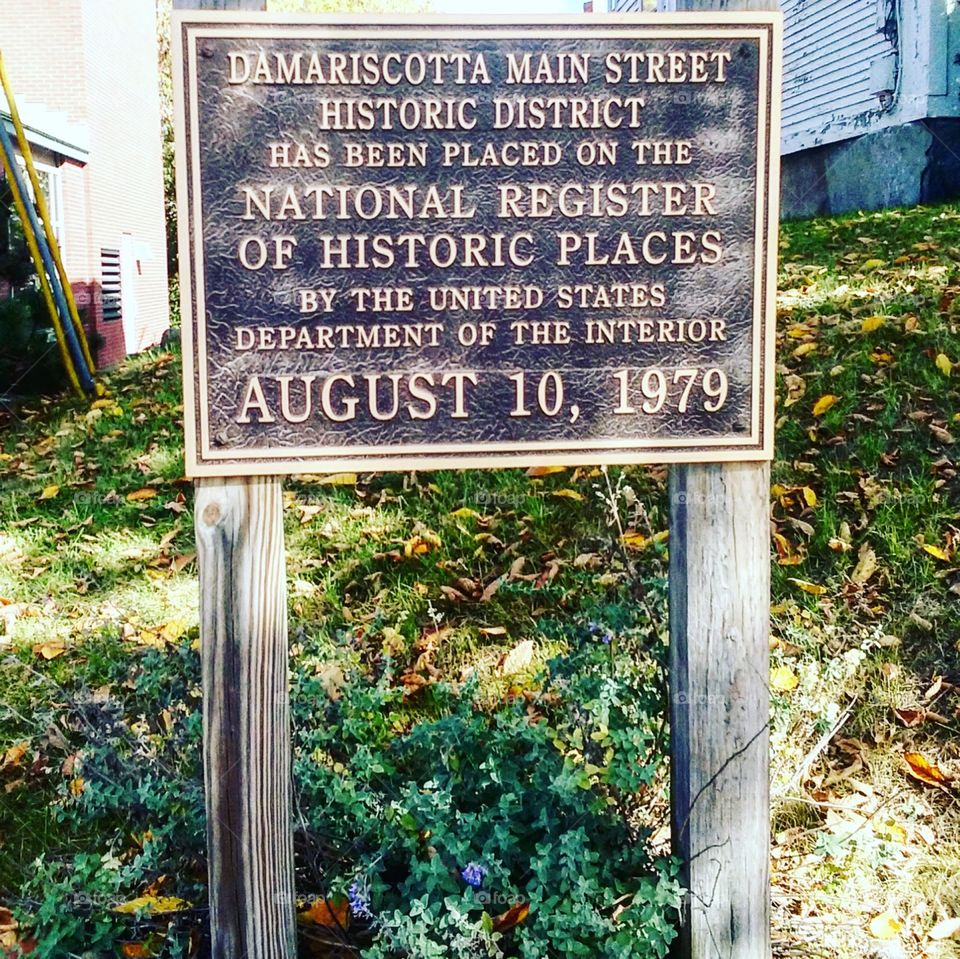 DAMARISCOTTA MAIN STREET
HISTORIC DISTRICT
HAS BEEN PLACED ON THE
NATIONAL REGISTER
OF HISTORIC PLACES
BY THE UNITED STATES
DEPARTMENT OF THE INTERIOR
AUGUST 10, 1979